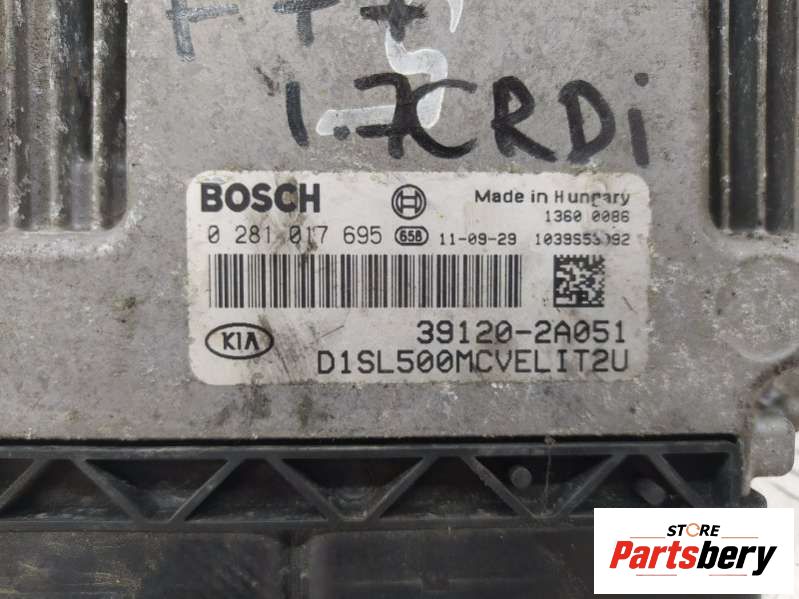 1.7CRDi
BOSCH Made in Hungary
1360 0086
0 281 017 695 658 11-09-29
KIA 39120-2A051
D1SL500MCVELIT2U
STORE
Partsbery